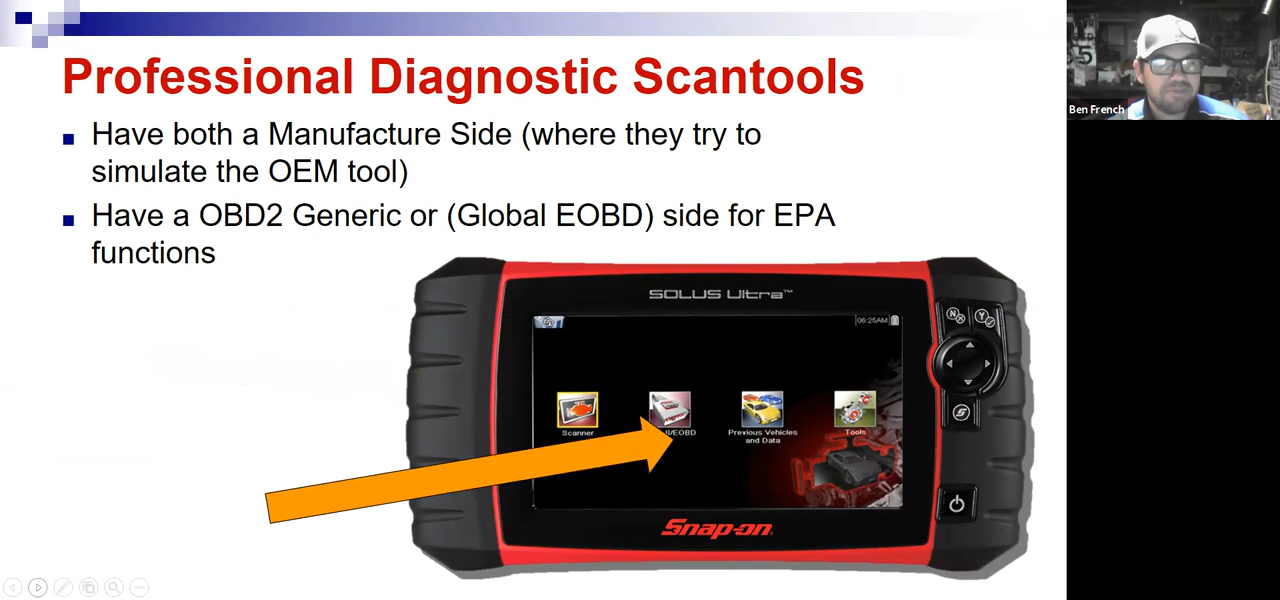 Professional Diagnostic Scantools
Have both a Manufacture Side (where they try to
simulate the OEM tool)
Have a OBD2 Generic or (Global EOBD) side for EPA
functions
SOLUS Ultra™
06:25AM
N X
Y ✓
Scanner
II/EOBD
Previous Vehicles
and Data
Tools
S
Snap-on
Ben French